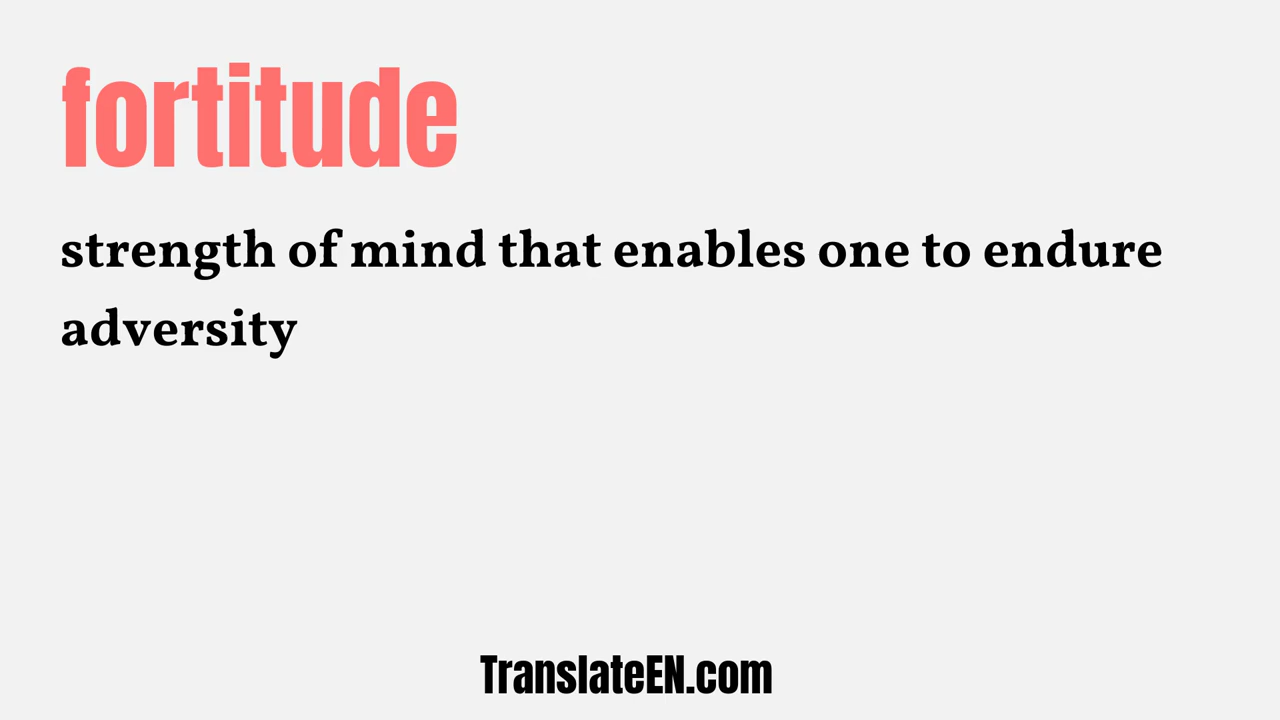 fortitude
strength of mind that enables one to endure
adversity
TranslateEN.com